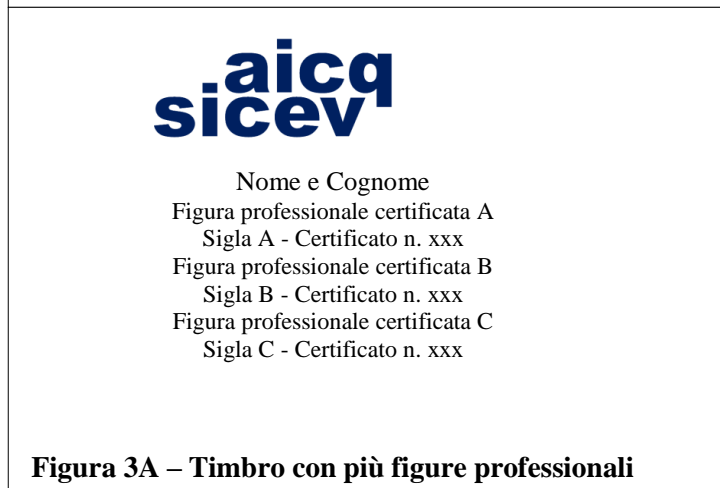 aicq
sicev
Nome e Cognome
Figura professionale certificata A
Sigla A - Certificato n. xxx
Figura professionale certificata B
Sigla B - Certificato n. xxx
Figura professionale certificata C
Sigla C - Certificato n. xxx
Figura 3A – Timbro con più figure professionali